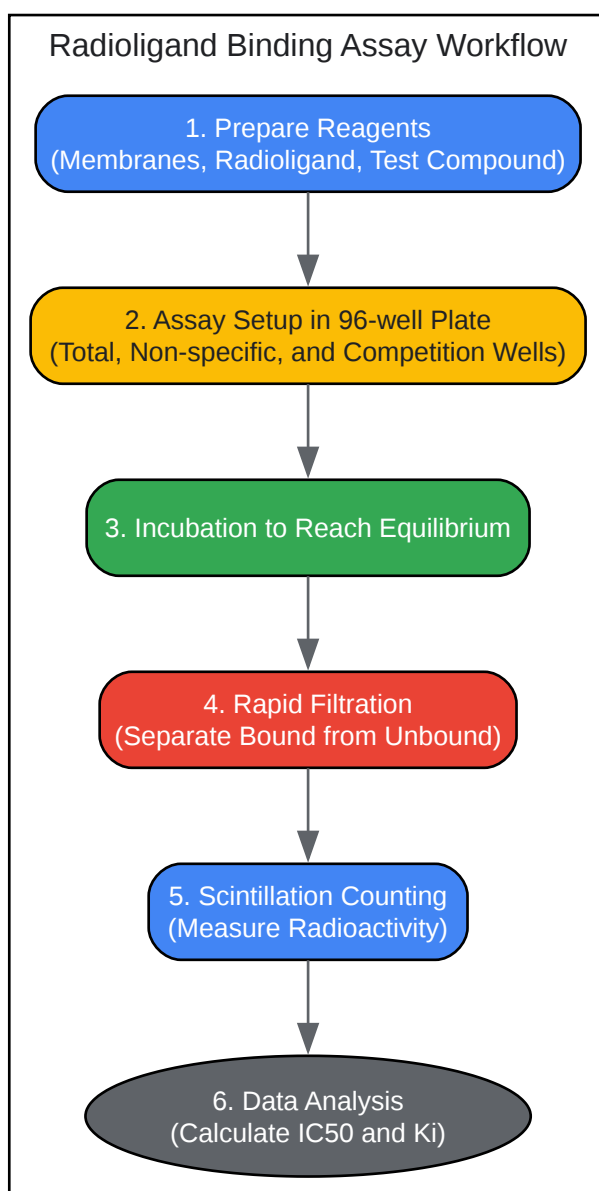 Radioligand Binding Assay Workflow
1. Prepare Reagents
(Membranes, Radioligand, Test Compound)
2. Assay Setup in 96-well Plate
(Total, Non-specific, and Competition Wells)
3. Incubation to Reach Equilibrium
4. Rapid Filtration
(Separate Bound from Unbound)
5. Scintillation Counting
(Measure Radioactivity)
6. Data Analysis
(Calculate IC50 and Ki)